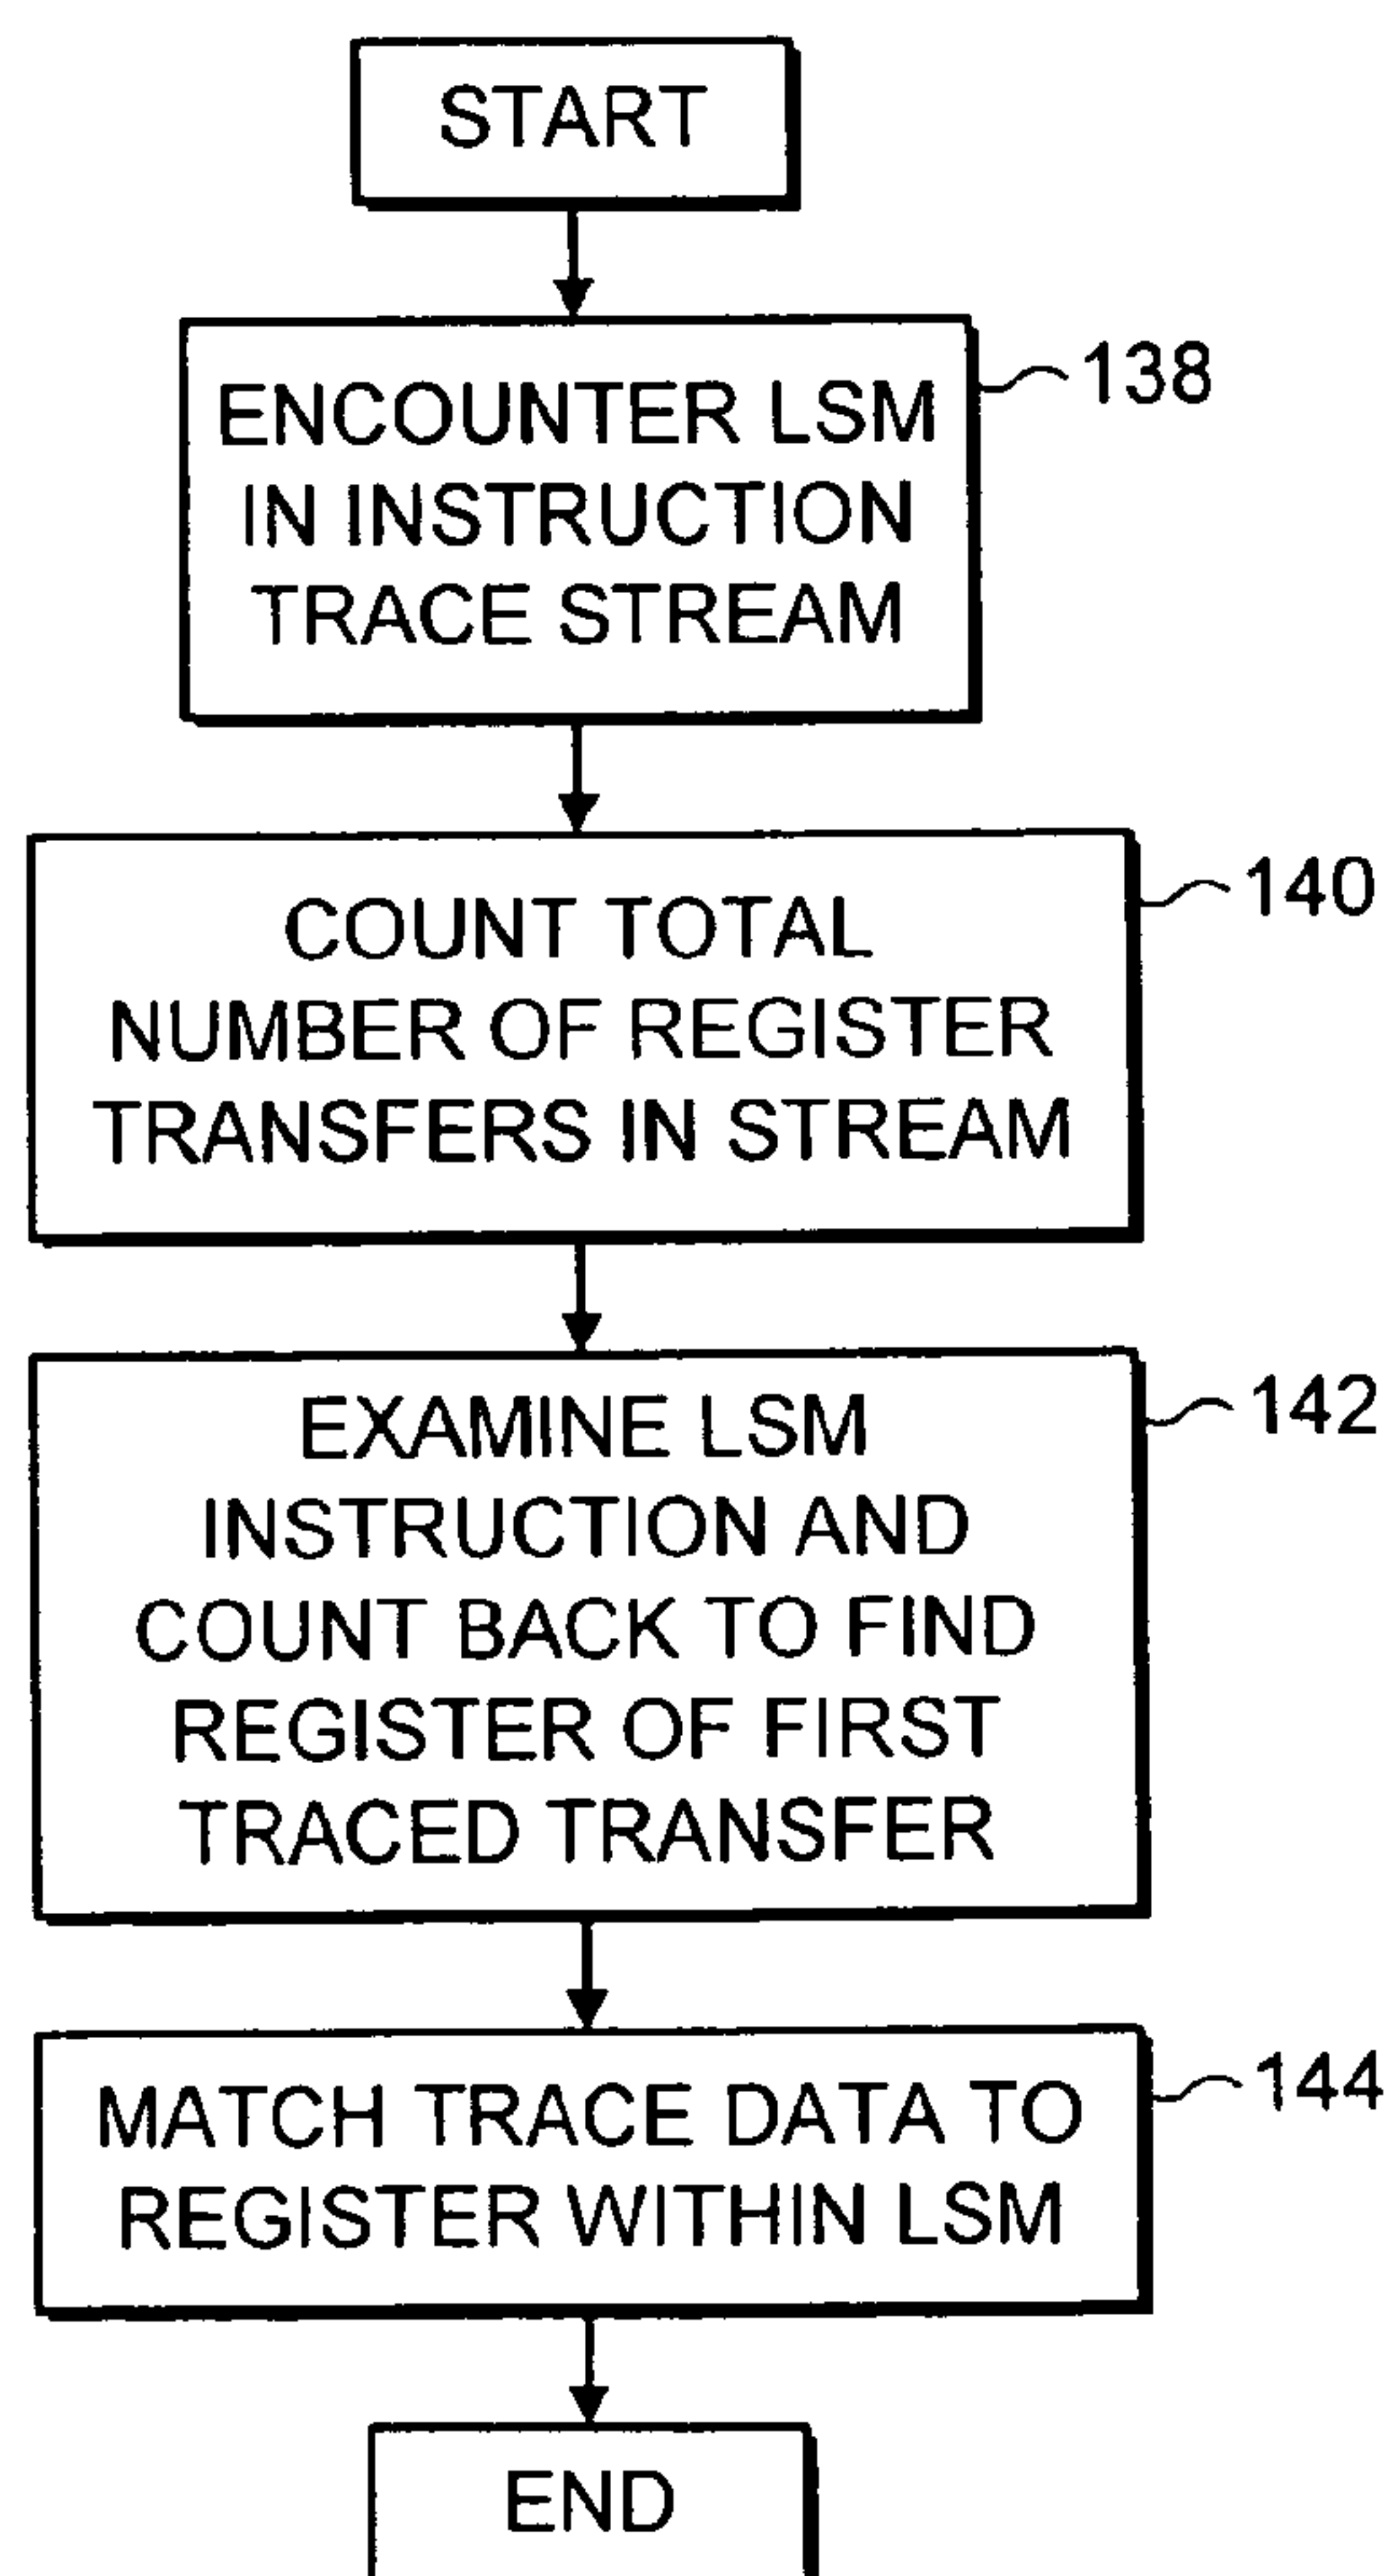 START
ENCOUNTER LSM
IN INSTRUCTION
TRACE STREAM
138
COUNT TOTAL
NUMBER OF REGISTER
TRANSFERS IN STREAM
140
EXAMINE LSM
INSTRUCTION AND
COUNT BACK TO FIND
REGISTER OF FIRST
TRACED TRANSFER
142
MATCH TRACE DATA TO
REGISTER WITHIN LSM
144
END